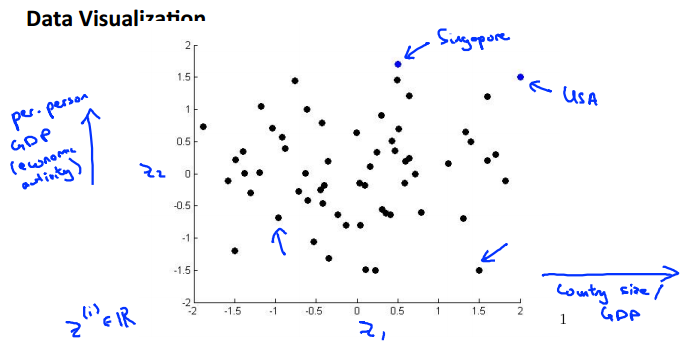 Data Visualization
Singapore
USA
per-person
GDP
(economic
activity)
z₂
2
1.5
1
0.5
0
-0.5
-1
-1.5
-2
-2 -1.5 -1 -0.5 0 0.5 1 1.5 2
z₁
Country size/
GDP
1
z⁽ⁱ⁾ ∈ ℝ